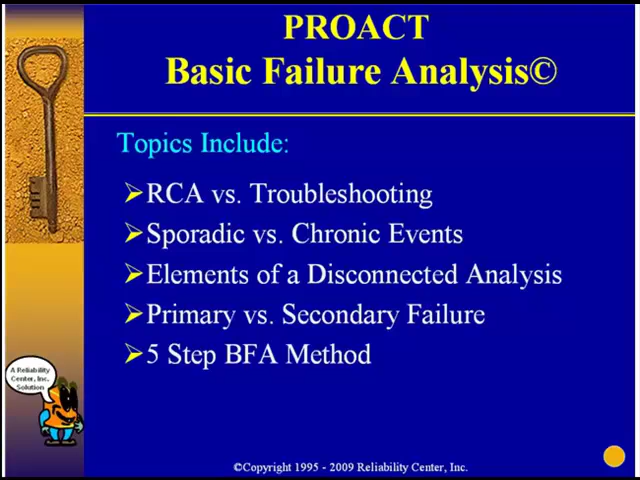 PROACT
Basic Failure Analysis©
Topics Include:
RCA vs. Troubleshooting
Sporadic vs. Chronic Events
Elements of a Disconnected Analysis
Primary vs. Secondary Failure
5 Step BFA Method
A Reliability
Center, Inc.
Solution
©Copyright 1995 - 2009 Reliability Center, Inc.